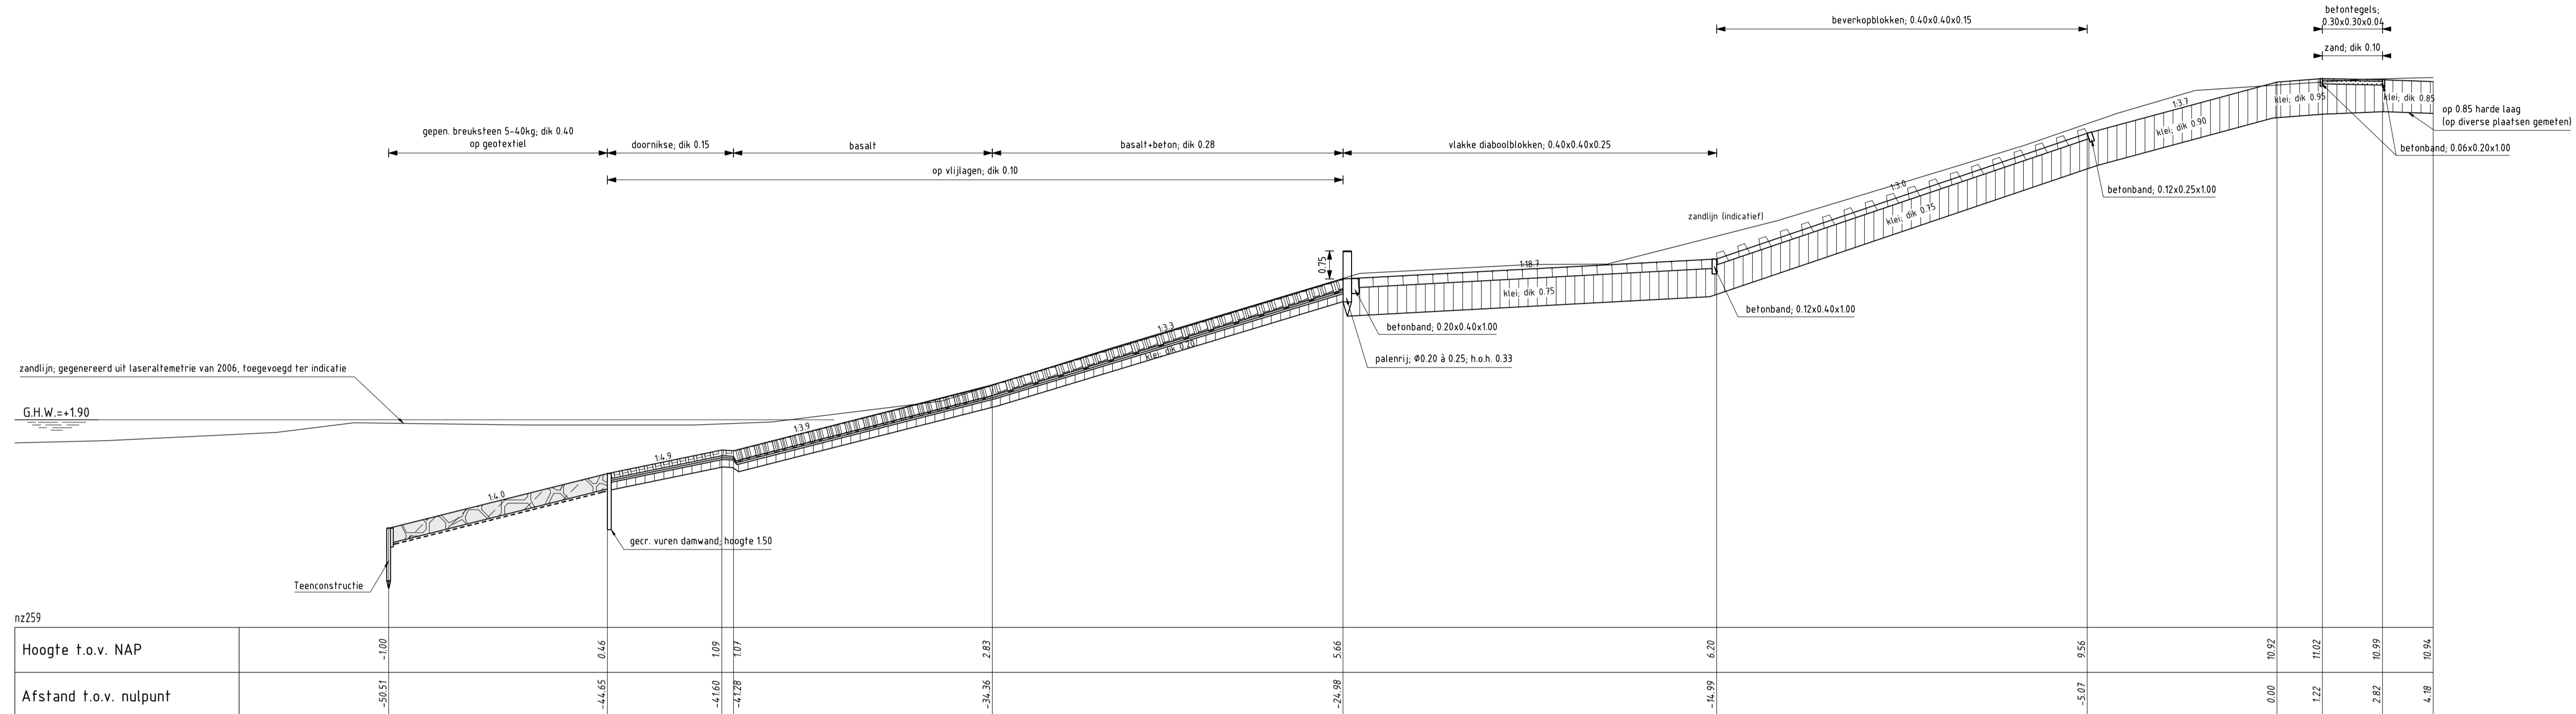 betontegels;
0.30x0.30x0.04
beverkopblokken; 0.40x0.40x0.15
zand; dik 0.10
1:3.7
klei; dik 0.95
klei; dik 0.85
op 0.85 harde laag
(op diverse plaatsen gemeten)
klei; dik 0.90
betonband; 0.06x0.20x1.00
gepen. breuksteen 5-40kg; dik 0.40
op geotextiel
doornikse; dik 0.15
basalt
basalt+beton; dik 0.28
vlakke diaboolblokken; 0.40x0.40x0.25
op vlijlagen; dik 0.10
1:3.0
betonband; 0.12x0.25x1.00
zandlijn (indicatief)
klei; dik 0.75
0.75
1:18.7
klei; dik 0.75
betonband; 0.12x0.40x1.00
1:3.3
betonband; 0.20x0.40x1.00
klei; dik 0.20
palenrij; Ø0.20 à 0.25; h.o.h. 0.33
zandlijn; gegenereerd uit laseraltemetrie van 2006, toegevoegd ter indicatie
G.H.W.=+1.90
1:3.9
1:4.9
1:4.0
gecr. vuren damwand; hoogte 1.50
Teenconstructie
nz259
Hoogte t.o.v. NAP -1.00 0.46 1.09 1.07 2.83 5.66 6.20 9.56 10.92 11.02 10.99 10.94
Afstand t.o.v. nulpunt -50.51 -44.65 -41.60 -41.28 -34.36 -24.98 -14.99 -5.07 0.00 1.22 2.82 4.18